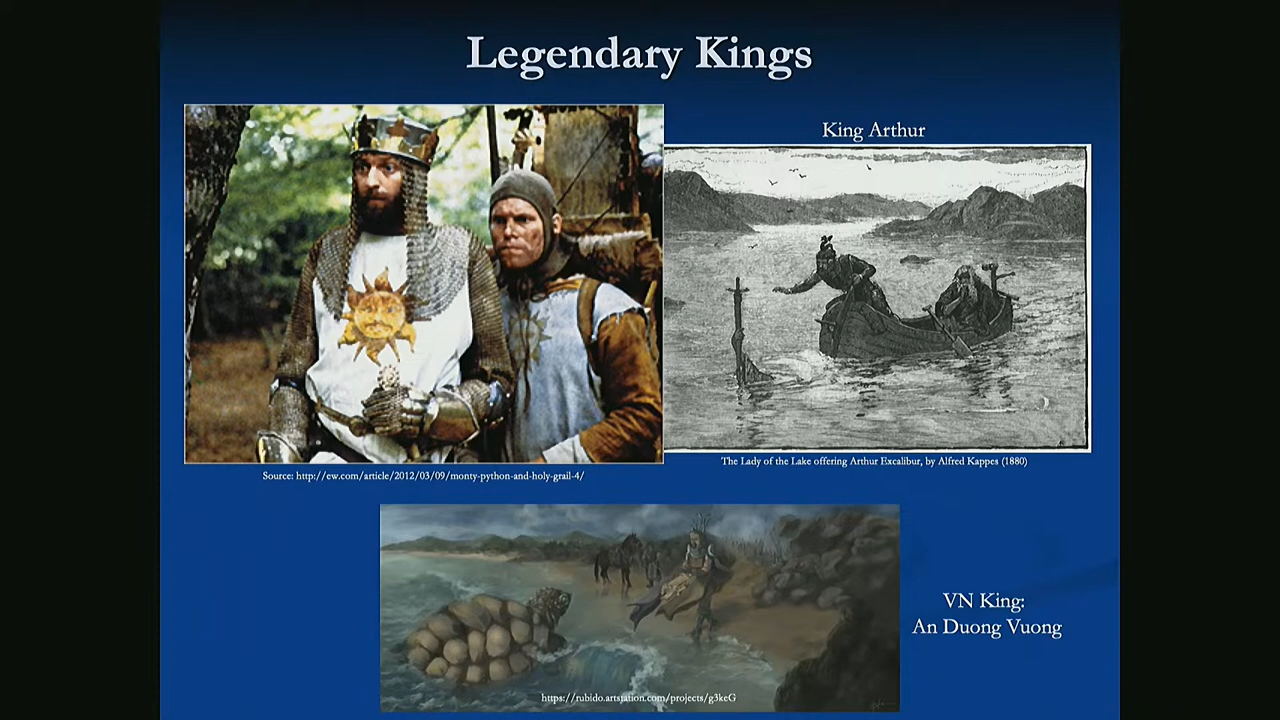 Legendary Kings
King Arthur
The Lady of the Lake offering Arthur Excalibur, by Alfred Kappes (1880)
Source: http://ew.com/article/2012/03/09/monty-python-and-holy-grail-4/
VN King:
An Duong Vuong
https://rubido.artstation.com/projects/g3keG